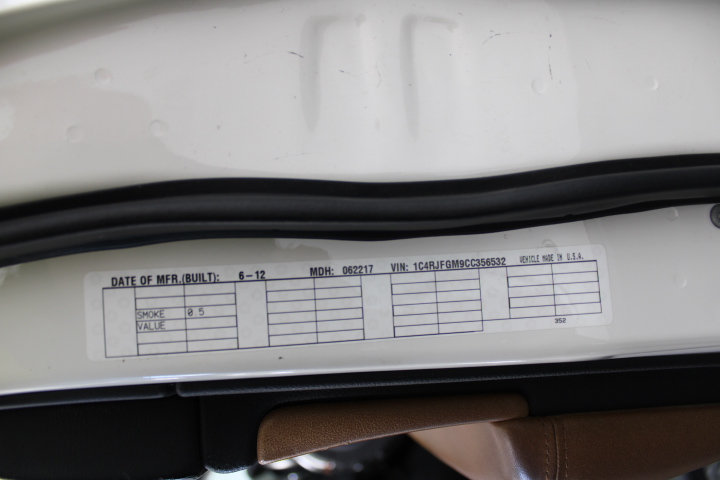 DATE OF MFR.(BUILT): 6-12 MDH: 062217 VIN: 1C4RJFGM9CC356532 VEHICLE MADE IN U.S.A.
SMOKE 0.5
VALUE
352